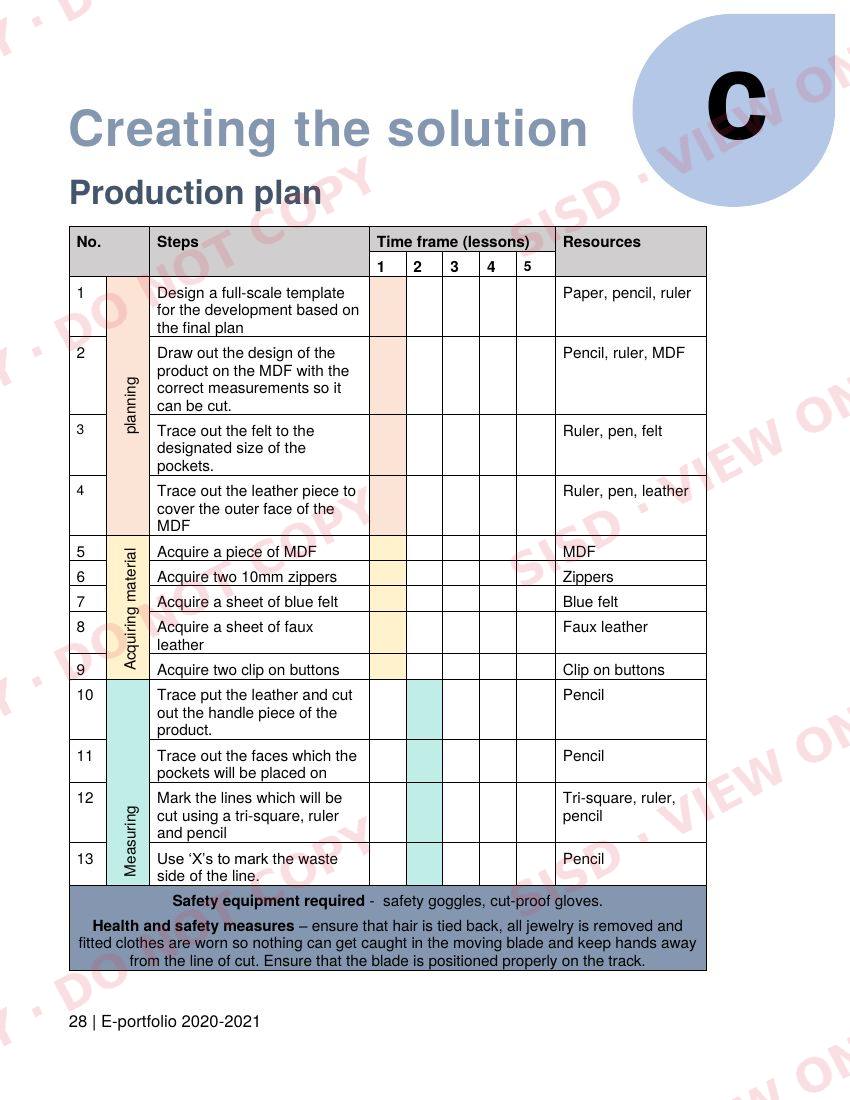 C
Creating the solution
Production plan
No. Steps Time frame (lessons) Resources
1 2 3 4 5
planning
1 Design a full-scale template Paper, pencil, ruler
for the development based on
the final plan
2 Draw out the design of the Pencil, ruler, MDF
product on the MDF with the
correct measurements so it
can be cut.
3 Trace out the felt to the Ruler, pen, felt
designated size of the
pockets.
4 Trace out the leather piece to Ruler, pen, leather
cover the outer face of the
MDF
Acquiring material
5 Acquire a piece of MDF MDF
6 Acquire two 10mm zippers Zippers
7 Acquire a sheet of blue felt Blue felt
8 Acquire a sheet of faux Faux leather
leather
9 Acquire two clip on buttons Clip on buttons
Measuring
10 Trace put the leather and cut Pencil
out the handle piece of the
product.
11 Trace out the faces which the Pencil
pockets will be placed on
12 Mark the lines which will be Tri-square, ruler,
cut using a tri-square, ruler pencil
and pencil
13 Use ‘X’s to mark the waste Pencil
side of the line.
Safety equipment required - safety goggles, cut-proof gloves.
Health and safety measures – ensure that hair is tied back, all jewelry is removed and
fitted clothes are worn so nothing can get caught in the moving blade and keep hands away
from the line of cut. Ensure that the blade is positioned properly on the track.
28 | E-portfolio 2020-2021
SISD · VIEW ONLY · DO NOT COPY